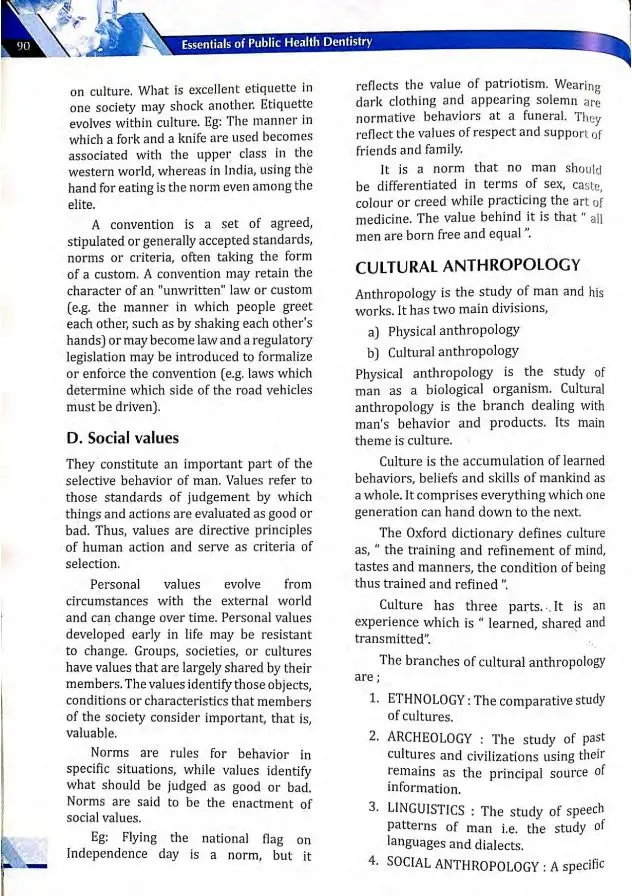 90
Essentials of Public Health Dentistry
on culture. What is excellent etiquette in
one society may shock another. Etiquette
evolves within culture. Eg: The manner in
which a fork and a knife are used becomes
associated with the upper class in the
western world, whereas in India, using the
hand for eating is the norm even among the
elite.
A convention is a set of agreed,
stipulated or generally accepted standards,
norms or criteria, often taking the form
of a custom. A convention may retain the
character of an "unwritten" law or custom
(e.g. the manner in which people greet
each other, such as by shaking each other's
hands) or may become law and a regulatory
legislation may be introduced to formalize
or enforce the convention (e.g. laws which
determine which side of the road vehicles
must be driven).
D. Social values
They constitute an important part of the
selective behavior of man. Values refer to
those standards of judgement by which
things and actions are evaluated as good or
bad. Thus, values are directive principles
of human action and serve as criteria of
selection.
Personal values evolve from
circumstances with the external world
and can change over time. Personal values
developed early in life may be resistant
to change. Groups, societies, or cultures
have values that are largely shared by their
members. The values identify those objects,
conditions or characteristics that members
of the society consider important, that is,
valuable.
Norms are rules for behavior in
specific situations, while values identify
what should be judged as good or bad.
Norms are said to be the enactment of
social values.
Eg: Flying the national flag on
Independence day is a norm, but it
reflects the value of patriotism. Wearing
dark clothing and appearing solemn are
normative behaviors at a funeral. They
reflect the values of respect and support of
friends and family.
It is a norm that no man should
be differentiated in terms of sex, caste,
colour or creed while practicing the art of
medicine. The value behind it is that " all
men are born free and equal ".
CULTURAL ANTHROPOLOGY
Anthropology is the study of man and his
works. It has two main divisions,
a) Physical anthropology
b) Cultural anthropology
Physical anthropology is the study of
man as a biological organism. Cultural
anthropology is the branch dealing with
man's behavior and products. Its main
theme is culture.
Culture is the accumulation of learned
behaviors, beliefs and skills of mankind as
a whole. It comprises everything which one
generation can hand down to the next.
The Oxford dictionary defines culture
as, " the training and refinement of mind,
tastes and manners, the condition of being
thus trained and refined ".
Culture has three parts. It is an
experience which is " learned, shared and
transmitted".
The branches of cultural anthropology
are ;
1. ETHNOLOGY : The comparative study
of cultures.
2. ARCHEOLOGY : The study of past
cultures and civilizations using their
remains as the principal source of
information.
3. LINGUISTICS : The study of speech
patterns of man i.e. the study of
languages and dialects.
4. SOCIAL ANTHROPOLOGY : A specific